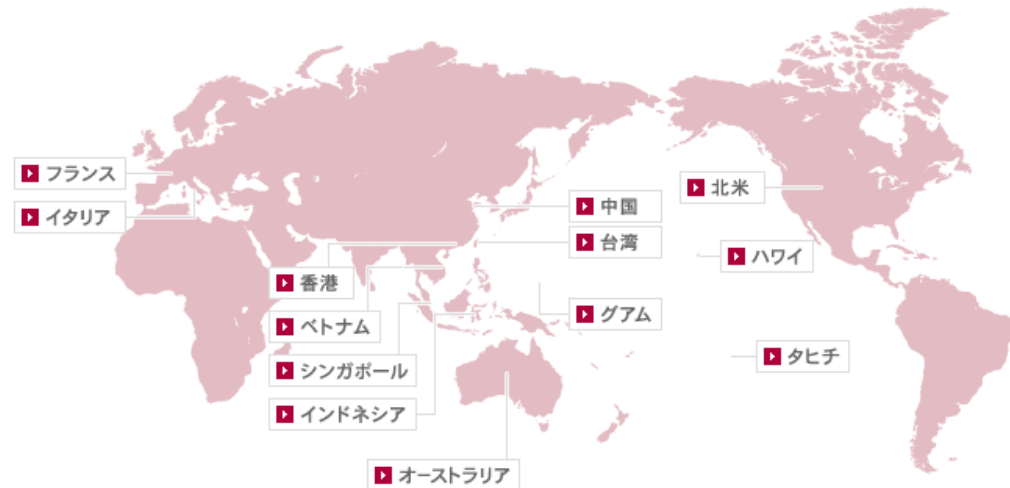 フランス
イタリア
香港
ベトナム
シンガポール
インドネシア
オーストラリア
中国
台湾
グアム
北米
ハワイ
タヒチ